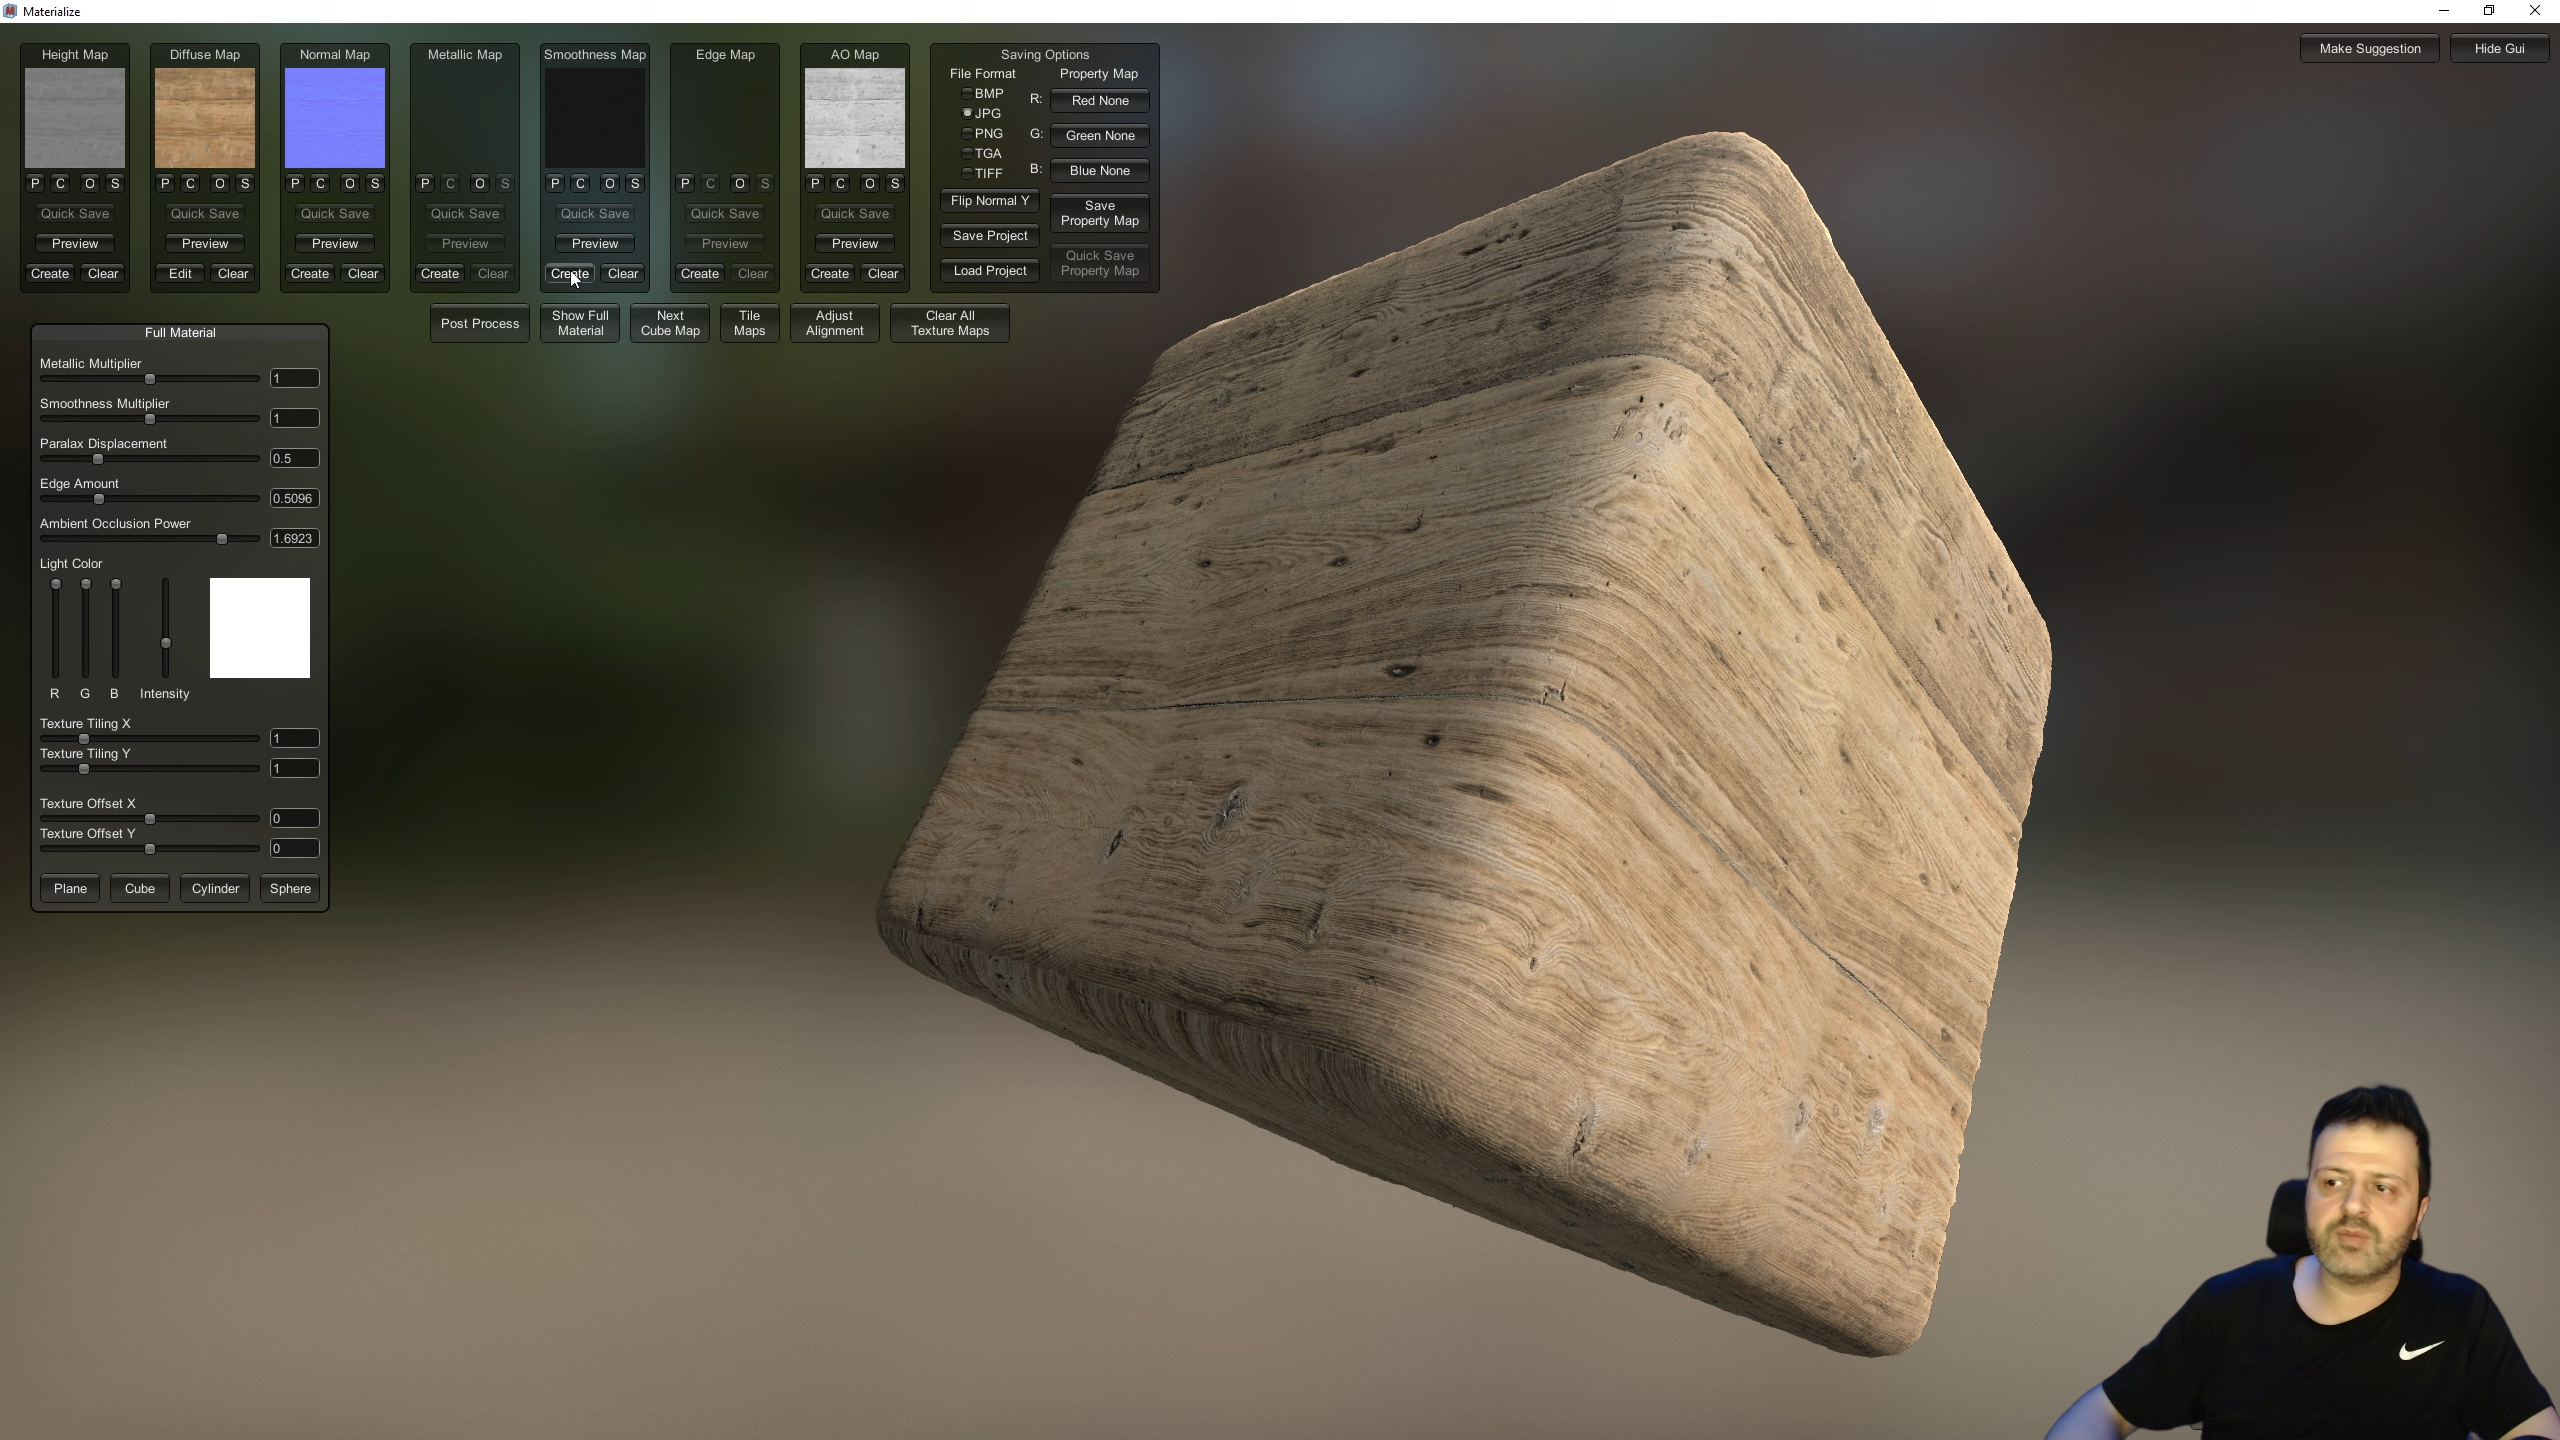 Materialize
Make Suggestion
Hide Gui
Height Map
Diffuse Map
Normal Map
Metallic Map
Smoothness Map
Edge Map
AO Map
P C O S
P C O S
P C O S
P C O S
P C O S
P C O S
P C O S
Quick Save
Quick Save
Quick Save
Quick Save
Quick Save
Quick Save
Quick Save
Preview
Preview
Preview
Preview
Preview
Preview
Preview
Create Clear
Edit Clear
Create Clear
Create Clear
Create Clear
Create Clear
Create Clear
Saving Options
File Format
Property Map
BMP
JPG
PNG
TGA
TIFF
R: Red None
G: Green None
B: Blue None
Flip Normal Y
Save Project
Load Project
Save
Property Map
Quick Save
Property Map
Post Process
Show Full
Material
Next
Cube Map
Tile
Maps
Adjust
Alignment
Clear All
Texture Maps
Full Material
Metallic Multiplier
1
Smoothness Multiplier
1
Paralax Displacement
0.5
Edge Amount
0.5096
Ambient Occlusion Power
1.6923
Light Color
R G B Intensity
Texture Tiling X
1
Texture Tiling Y
1
Texture Offset X
0
Texture Offset Y
0
Plane
Cube
Cylinder
Sphere